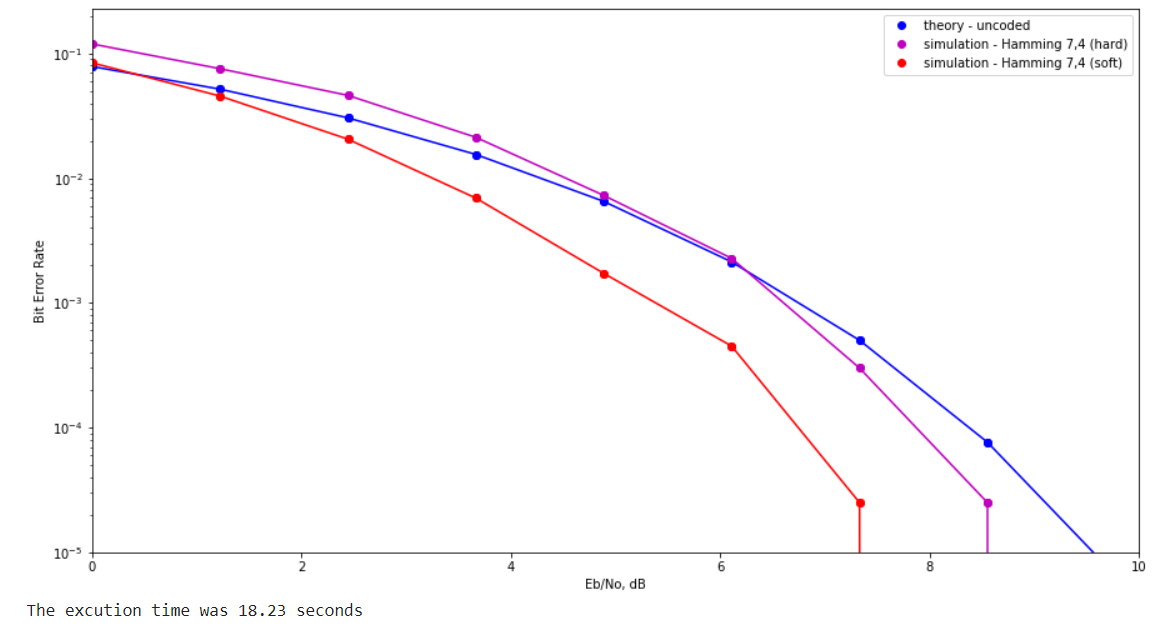 theory - uncoded
simulation - Hamming 7,4 (hard)
simulation - Hamming 7,4 (soft)
10⁻¹
10⁻²
10⁻³
10⁻⁴
10⁻⁵
Bit Error Rate
0 2 4 6 8 10
Eb/No, dB
The excution time was 18.23 seconds